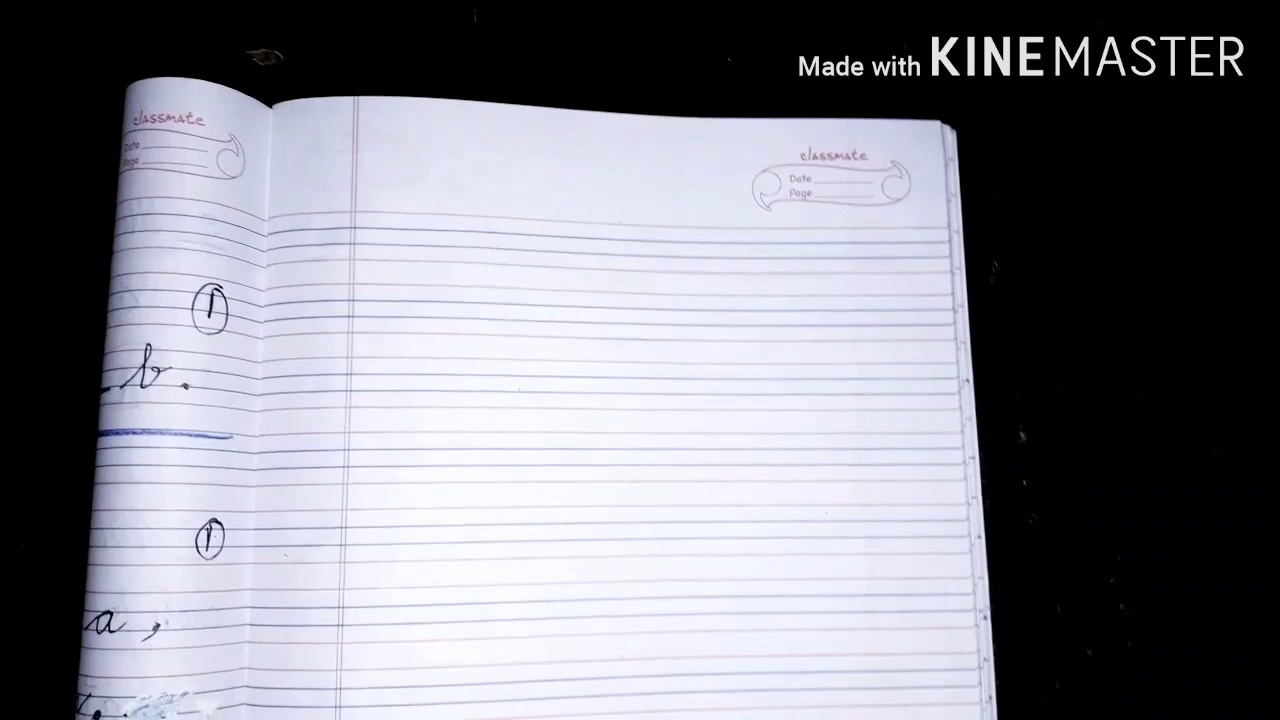 Made with KINEMASTER
classmate
Date
Page
1
b.
1
a,
classmate
Date
Page